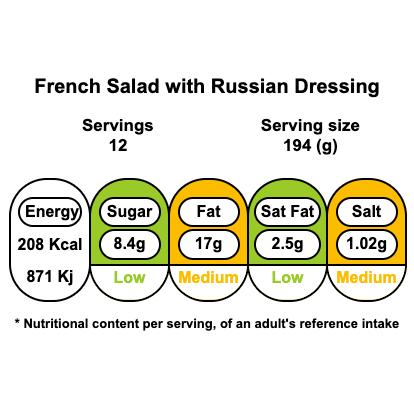 French Salad with Russian Dressing
Servings Serving size
12 194 (g)
Energy Sugar Fat Sat Fat Salt
208 Kcal 8.4g 17g 2.5g 1.02g
871 Kj Low Medium Low Medium
* Nutritional content per serving, of an adult's reference intake